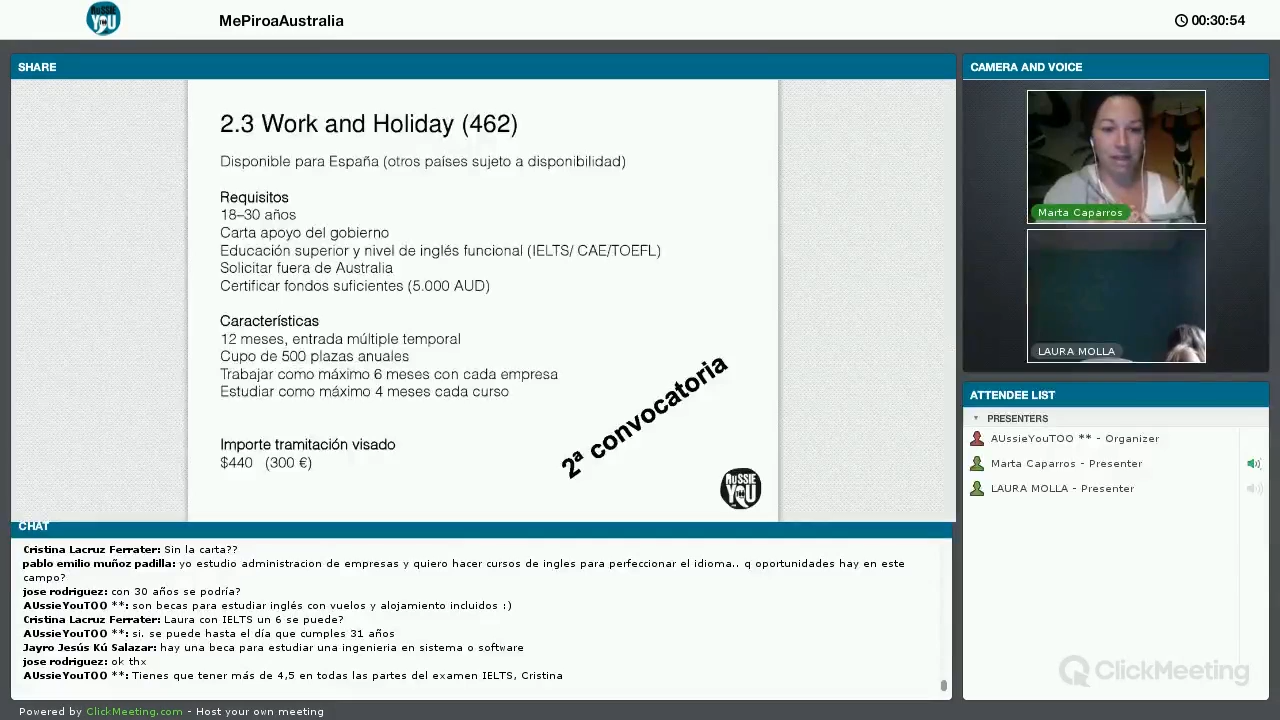 AUSSIE
YOU
TOO
MePiroaAustralia
00:30:54
SHARE
2.3 Work and Holiday (462)
Disponible para España (otros países sujeto a disponibilidad)
Requisitos
18–30 años
Carta apoyo del gobierno
Educación superior y nivel de inglés funcional (IELTS/ CAE/TOEFL)
Solicitar fuera de Australia
Certificar fondos suficientes (5.000 AUD)
Características
12 meses, entrada múltiple temporal
Cupo de 500 plazas anuales
Trabajar como máximo 6 meses con cada empresa
Estudiar como máximo 4 meses cada curso
2ª convocatoria
Importe tramitación visado
$440 (300 €)
AUSSIE
YOU
TOO
CHAT
Cristina Lacruz Ferrater: Sin la carta??
pablo emilio muñoz padilla: yo estudio administracion de empresas y quiero hacer cursos de ingles para perfeccionar el idioma.. q oportunidades hay en este
campo?
jose rodriguez: con 30 años se podría?
AUssieYouTOO **: son becas para estudiar inglés con vuelos y alojamiento incluidos :)
Cristina Lacruz Ferrater: Laura con IELTS un 6 se puede?
AUssieYouTOO **: si. se puede hasta el día que cumples 31 años
Jayro Jesús Kú Salazar: hay una beca para estudiar una ingenieria en sistema o software
jose rodriguez: ok thx
AUssieYouTOO **: Tienes que tener más de 4,5 en todas las partes del examen IELTS, Cristina
CAMERA AND VOICE
Marta Caparros
LAURA MOLLA
ATTENDEE LIST
PRESENTERS
AUssieYouTOO ** - Organizer
Marta Caparros - Presenter
LAURA MOLLA - Presenter
ClickMeeting
Powered by ClickMeeting.com - Host your own meeting